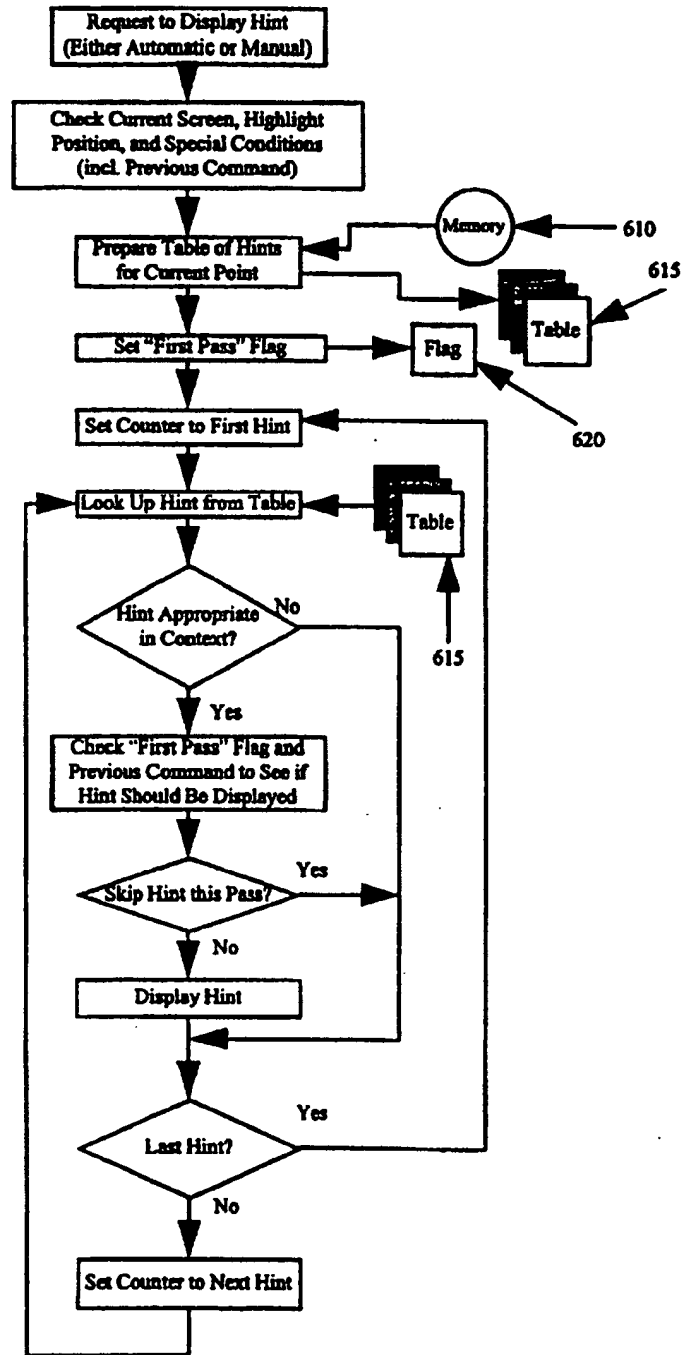 Request to Display Hint
(Either Automatic or Manual)
Check Current Screen, Highlight
Position, and Special Conditions
(incl. Previous Command)
Memory
610
Prepare Table of Hints
for Current Point
615
Table
Set "First Pass" Flag
Flag
620
Set Counter to First Hint
Look Up Hint from Table
Table
615
Hint Appropriate
in Context?
No
Yes
Check "First Pass" Flag and
Previous Command to See if
Hint Should Be Displayed
Skip Hint this Pass?
Yes
No
Display Hint
Last Hint?
Yes
No
Set Counter to Next Hint